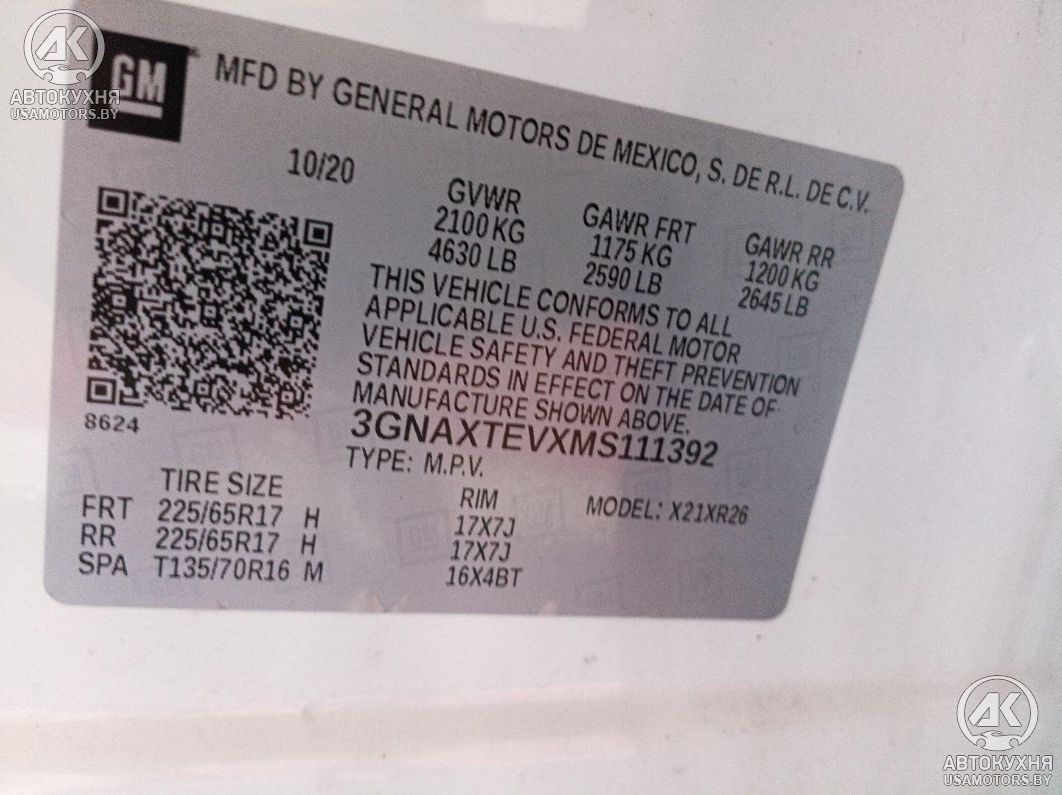 AK
АВТОКУХНЯ
USAMOTORS.BY
GM
MFD BY GENERAL MOTORS DE MEXICO, S. DE R.L. DE C.V.
10/20
GVWR
2100 KG
4630 LB
GAWR FRT
1175 KG
2590 LB
GAWR RR
1200 KG
2645 LB
THIS VEHICLE CONFORMS TO ALL
APPLICABLE U.S. FEDERAL MOTOR
VEHICLE SAFETY AND THEFT PREVENTION
STANDARDS IN EFFECT ON THE DATE OF
MANUFACTURE SHOWN ABOVE.
3GNAXTEVXMS111392
TYPE: M.P.V.
8624
TIRE SIZE
RIM
MODEL: X21XR26
FRT 225/65R17 H 17X7J
RR 225/65R17 H 17X7J
SPA T135/70R16 M 16X4BT
AK
АВТОКУХНЯ
USAMOTORS.BY